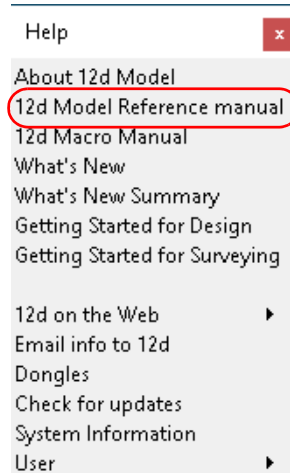 Help
x
About 12d Model
12d Model Reference manual
12d Macro Manual
What's New
What's New Summary
Getting Started for Design
Getting Started for Surveying
12d on the Web
Email info to 12d
Dongles
Check for updates
System Information
User